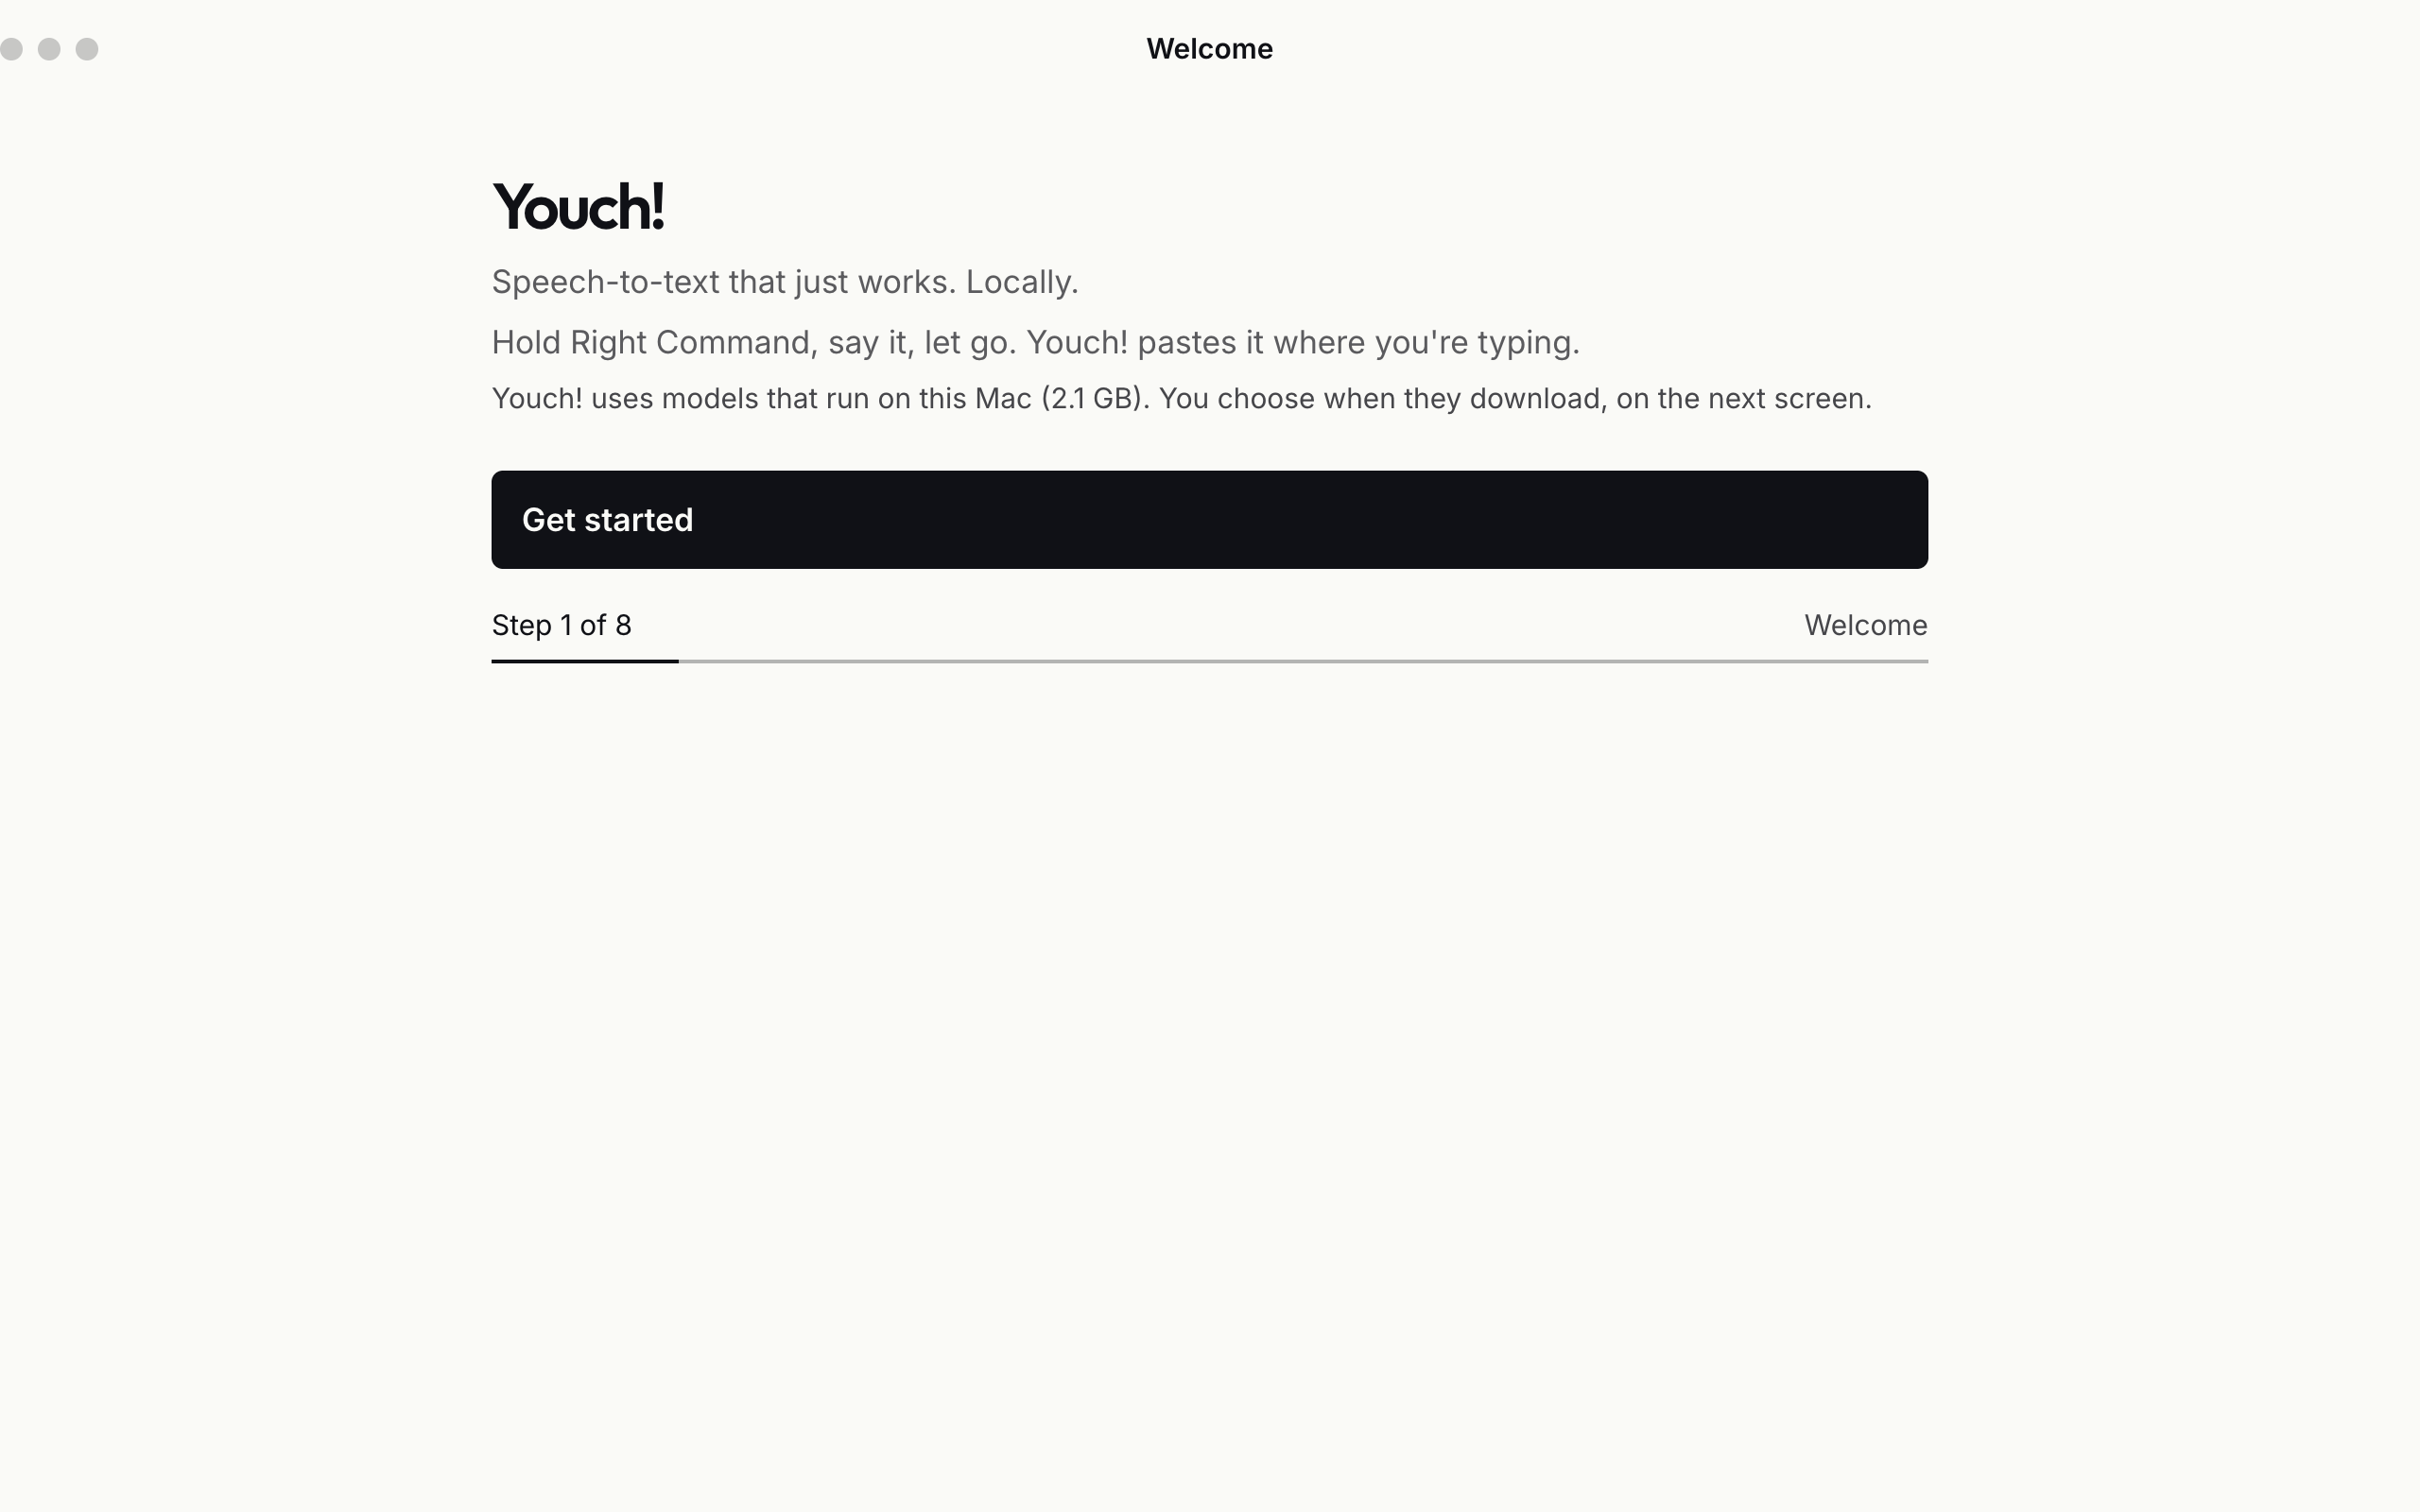 Welcome
Youch!
Speech-to-text that just works. Locally.
Hold Right Command, say it, let go. Youch! pastes it where you're typing.
Youch! uses models that run on this Mac (2.1 GB). You choose when they download, on the next screen.
Get started
Step 1 of 8
Welcome